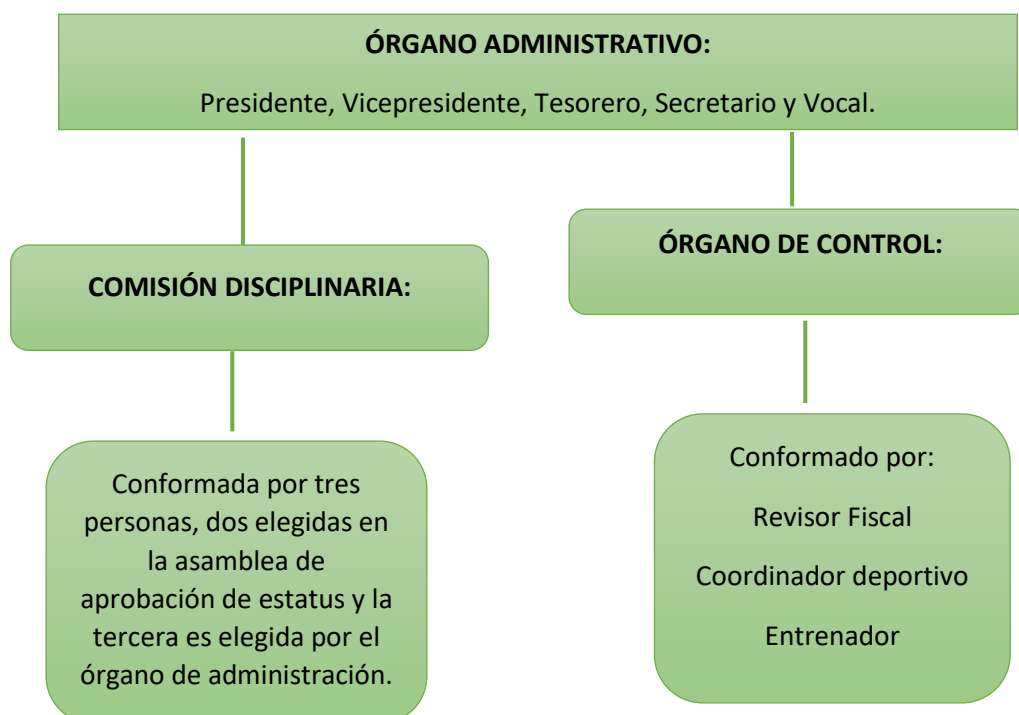 ÓRGANO ADMINISTRATIVO:
Presidente, Vicepresidente, Tesorero, Secretario y Vocal.
COMISIÓN DISCIPLINARIA:
ÓRGANO DE CONTROL:
Conformada por tres
personas, dos elegidas en
la asamblea de
aprobación de estatus y la
tercera es elegida por el
órgano de administración.
Conformado por:
Revisor Fiscal
Coordinador deportivo
Entrenador